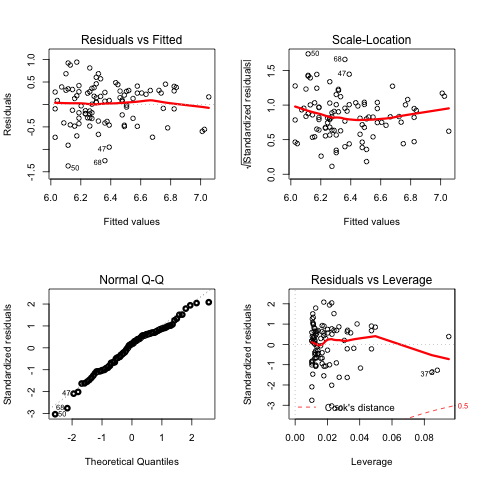 Residuals vs Fitted
Residuals
-1.5
-0.5
0.5
1.0
47
68
50
6.0 6.2 6.4 6.6 6.8 7.0
Fitted values
Scale-Location
√|Standardized residuals|
0.0
0.5
1.0
1.5
50
68
47
6.0 6.2 6.4 6.6 6.8 7.0
Fitted values
Normal Q-Q
Standardized residuals
-3
-2
-1
0
1
2
47
68
50
-2 -1 0 1 2
Theoretical Quantiles
Residuals vs Leverage
Standardized residuals
-3
-2
-1
0
1
2
37
Cook's distance
0.5
0.00 0.02 0.04 0.06 0.08
Leverage